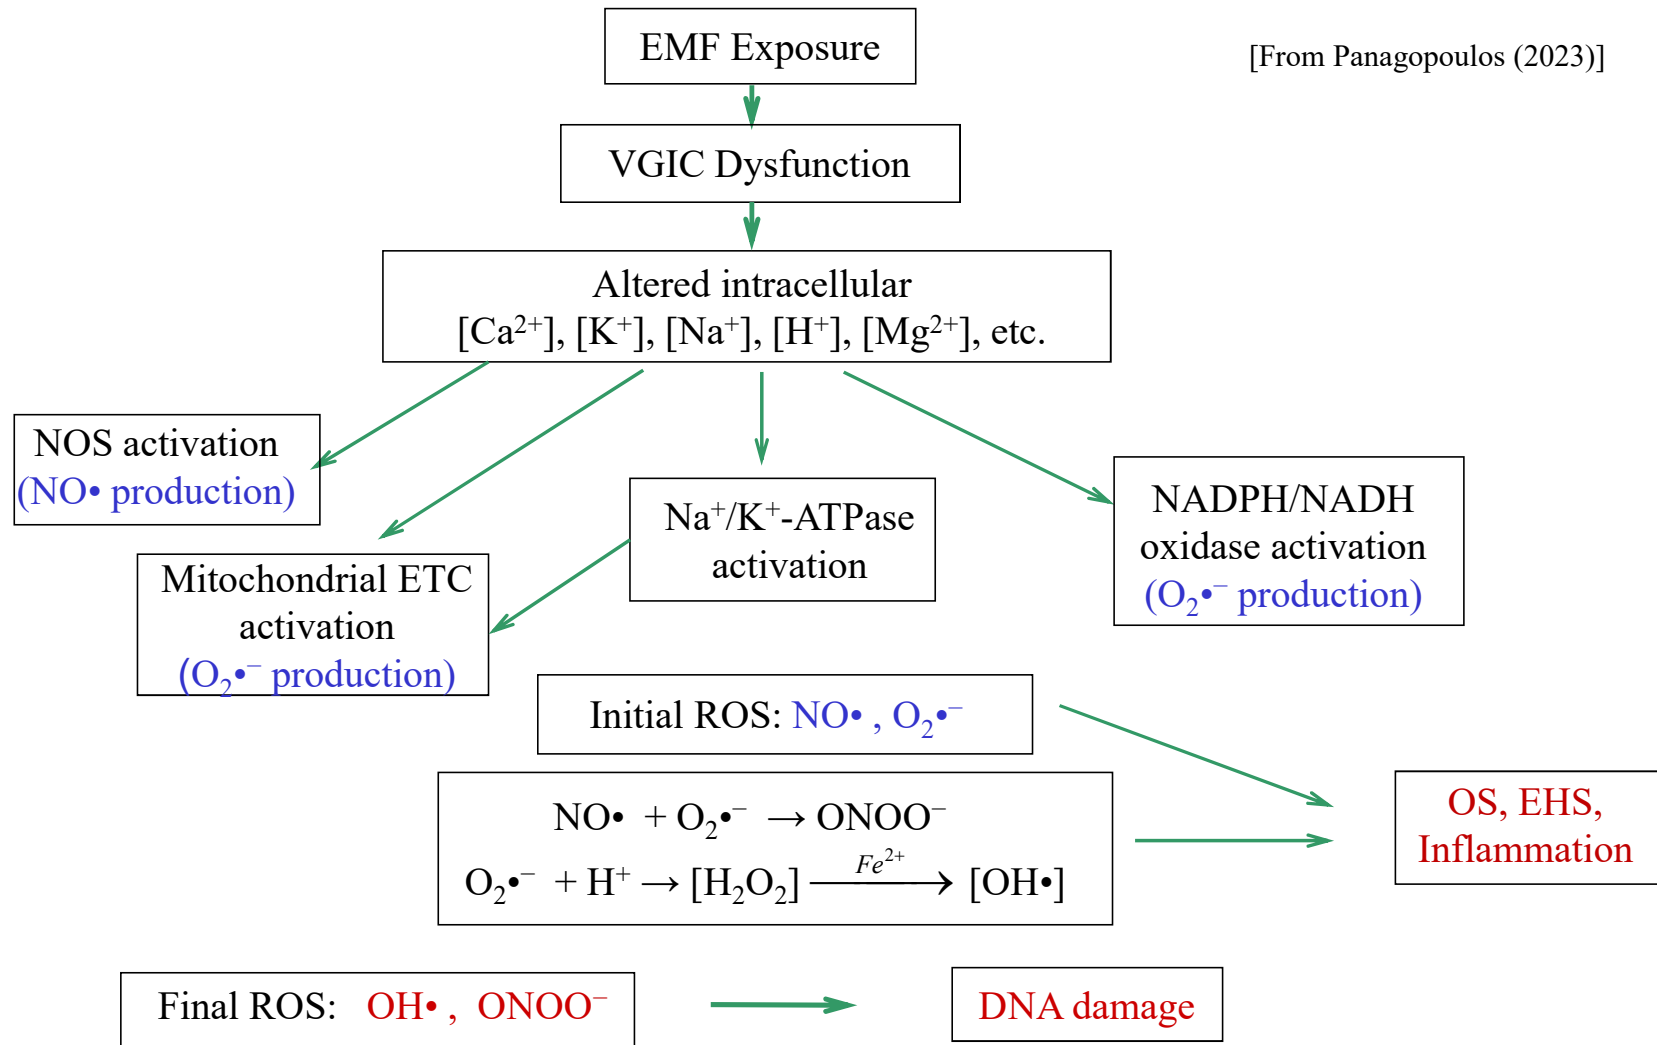 EMF Exposure
[From Panagopoulos (2023)]
VGIC Dysfunction
Altered intracellular
[Ca²⁺], [K⁺], [Na⁺], [H⁺], [Mg²⁺], etc.
NOS activation
(NO• production)
Mitochondrial ETC
activation
(O₂•⁻ production)
Na⁺/K⁺-ATPase
activation
NADPH/NADH
oxidase activation
(O₂•⁻ production)
Initial ROS: NO• , O₂•⁻
NO• + O₂•⁻ → ONOO⁻
O₂•⁻ + H⁺ → [H₂O₂] —Fe²⁺→ [OH•]
OS, EHS,
Inflammation
Final ROS: OH• , ONOO⁻
DNA damage